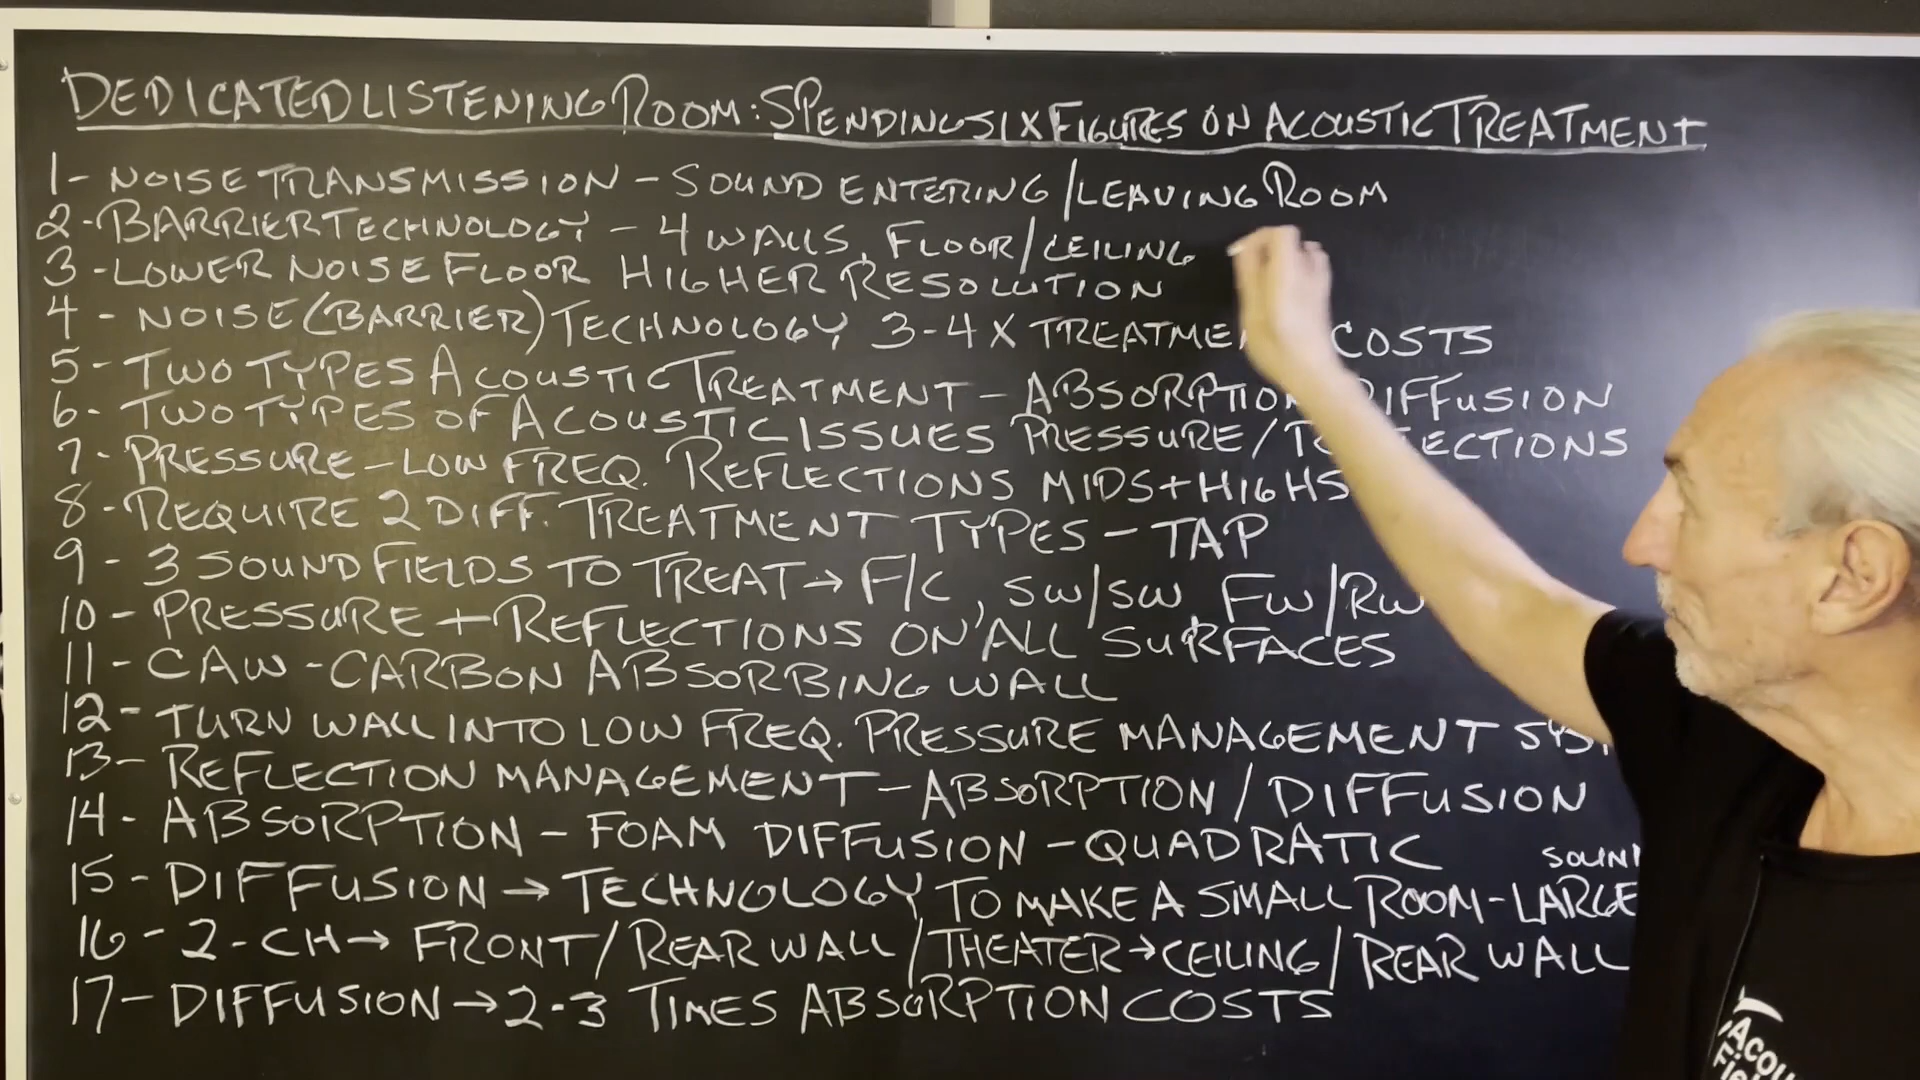 DEDICATED LISTENING ROOM: SPENDING SIX FIGURES ON ACOUSTIC TREATMENT
1- NOISE TRANSMISSION - SOUND ENTERING/LEAVING ROOM
2- BARRIER TECHNOLOGY - 4 WALLS, FLOOR/CEILING
3- LOWER NOISE FLOOR HIGHER RESOLUTION
4- NOISE (BARRIER) TECHNOLOGY 3-4X COSTS
5- TWO TYPES ACOUSTIC TREATMENT - DIFFUSION
6- TWO TYPES OF ACOUSTIC ISSUES PRESSURE/
7- PRESSURE - LOW FREQ. REFLECTIONS MIDS + HIGHS
8- REQUIRE 2 DIFF. TREATMENT TYPES - TAP
9- 3 SOUND FIELDS TO TREAT → F/C, SW/SW, FW/RW
10- PRESSURE + REFLECTIONS ON ALL SURFACES
11- CAW - CARBON ABSORBING WALL
12- TURN WALL INTO LOW FREQ. PRESSURE MANAGEMENT
13- REFLECTION MANAGEMENT - ABSORPTION/DIFFUSION
14- ABSORPTION - FOAM DIFFUSION - QUADRATIC
15- DIFFUSION → TECHNOLOGY TO MAKE A SMALL ROOM - LARGE
16- 2-CH → FRONT/REAR WALL/THEATER → CEILING/REAR WALL
17- DIFFUSION → 2-3 TIMES ABSORPTION COSTS